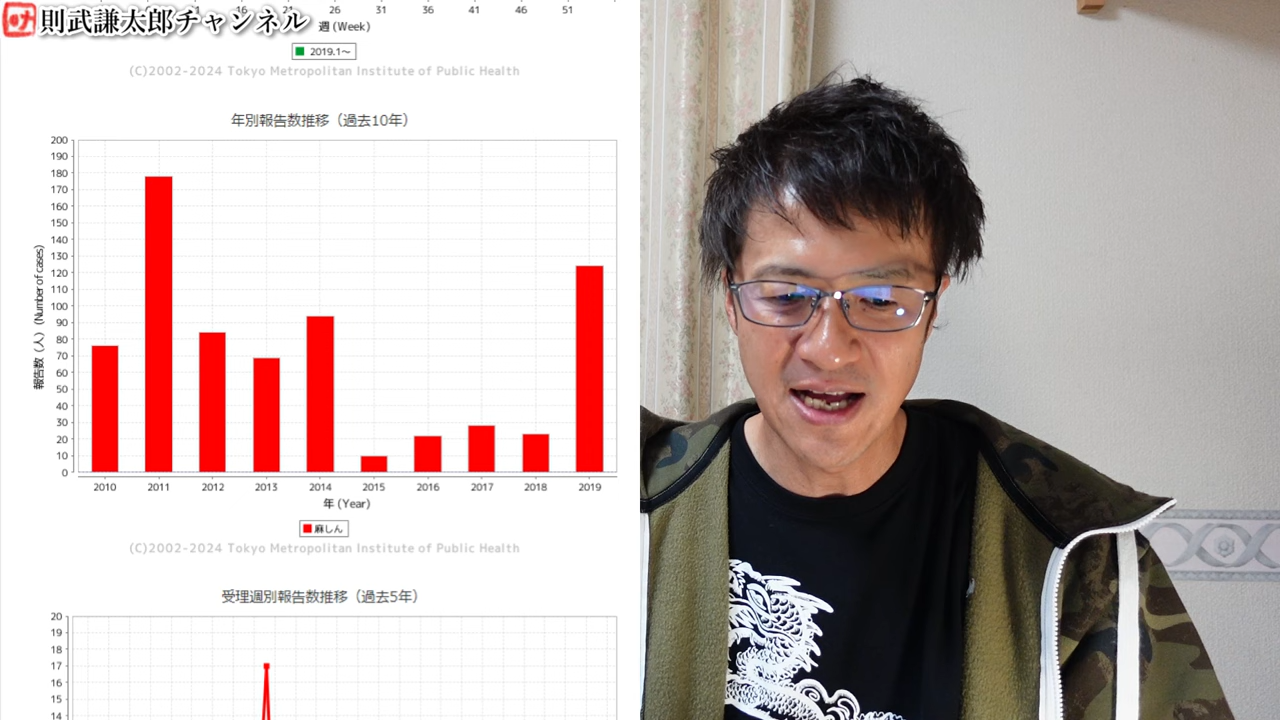 則武謙太郎チャンネル
21 26 31 36 41 46 51
週 (Week)
2019.1～
(C)2002-2024 Tokyo Metropolitan Institute of Public Health
年別報告数推移（過去10年）
報告数（人）(Number of cases)
200
190
180
170
160
150
140
130
120
110
100
90
80
70
60
50
40
30
20
10
0
2010 2011 2012 2013 2014 2015 2016 2017 2018 2019
年 (Year)
麻しん
(C)2002-2024 Tokyo Metropolitan Institute of Public Health
受理週別報告数推移（過去5年）
20
19
18
17
16
15
14